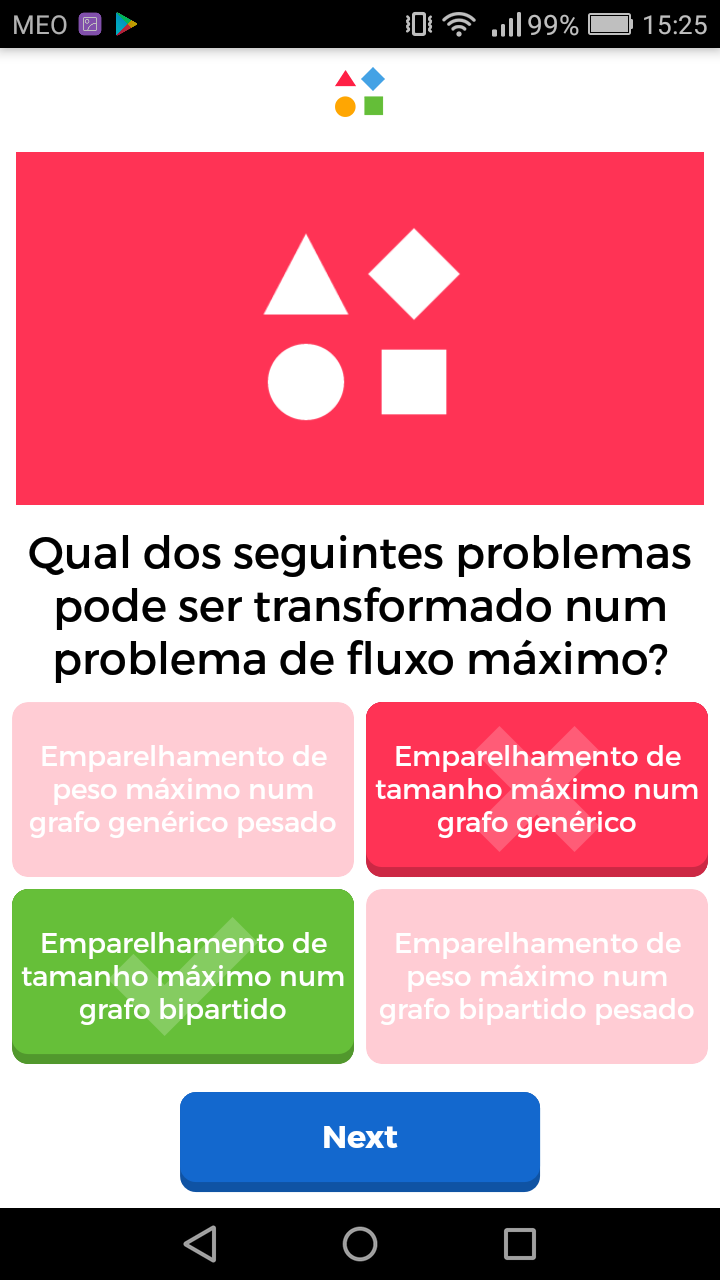 MEO 99% 15:25
Qual dos seguintes problemas
pode ser transformado num
problema de fluxo máximo?
Emparelhamento de
peso máximo num
grafo genérico pesado
Emparelhamento de
tamanho máximo num
grafo genérico
Emparelhamento de
tamanho máximo num
grafo bipartido
Emparelhamento de
peso máximo num
grafo bipartido pesado
Next